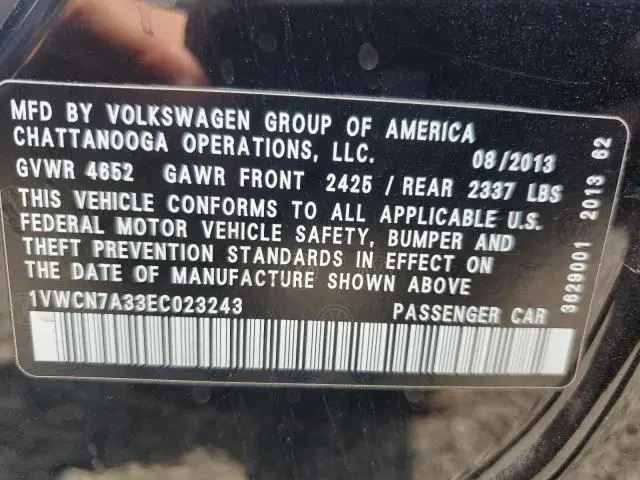 MFD BY VOLKSWAGEN GROUP OF AMERICA
CHATTANOOGA OPERATIONS, LLC. 08/2013
GVWR 4652 GAWR FRONT 2425 / REAR 2337 LBS
THIS VEHICLE CONFORMS TO ALL APPLICABLE U.S.
FEDERAL MOTOR VEHICLE SAFETY, BUMPER AND
THEFT PREVENTION STANDARDS IN EFFECT ON
THE DATE OF MANUFACTURE SHOWN ABOVE
1VWCN7A33EC023243 PASSENGER CAR
3629001 2013 62